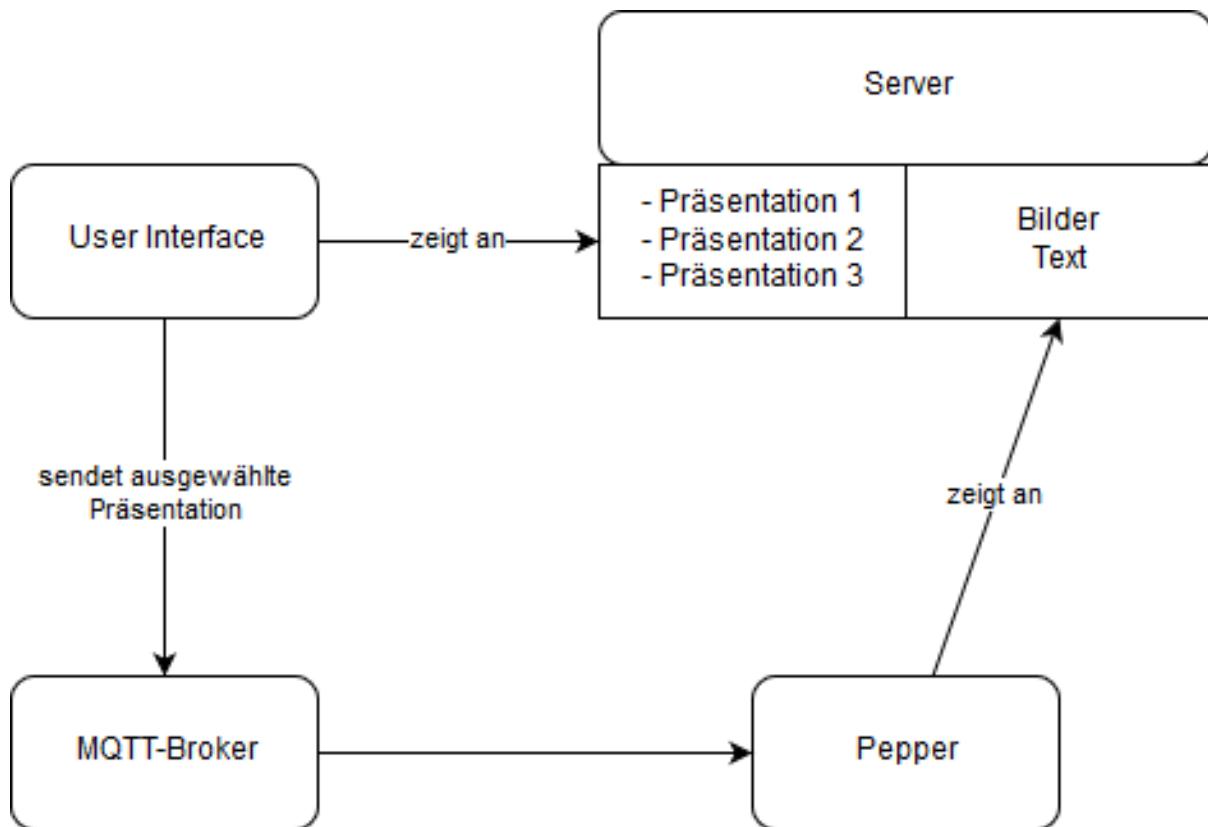 Server
User Interface
zeigt an
- Präsentation 1
- Präsentation 2
- Präsentation 3
Bilder
Text
sendet ausgewählte
Präsentation
zeigt an
MQTT-Broker
Pepper